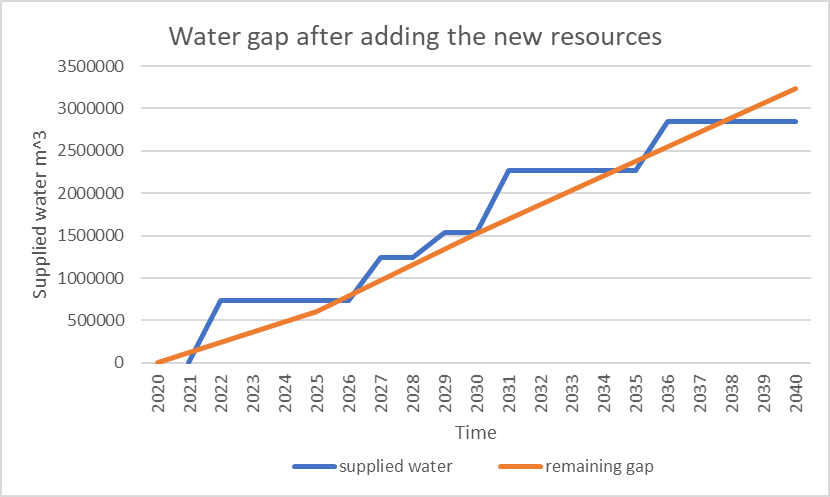 Water gap after adding the new resources
3500000
3000000
2500000
2000000
1500000
1000000
500000
0
Supplied water m^3
2020 2021 2022 2023 2024 2025 2026 2027 2028 2029 2030 2031 2032 2033 2034 2035 2036 2037 2038 2039 2040
Time
supplied water remaining gap